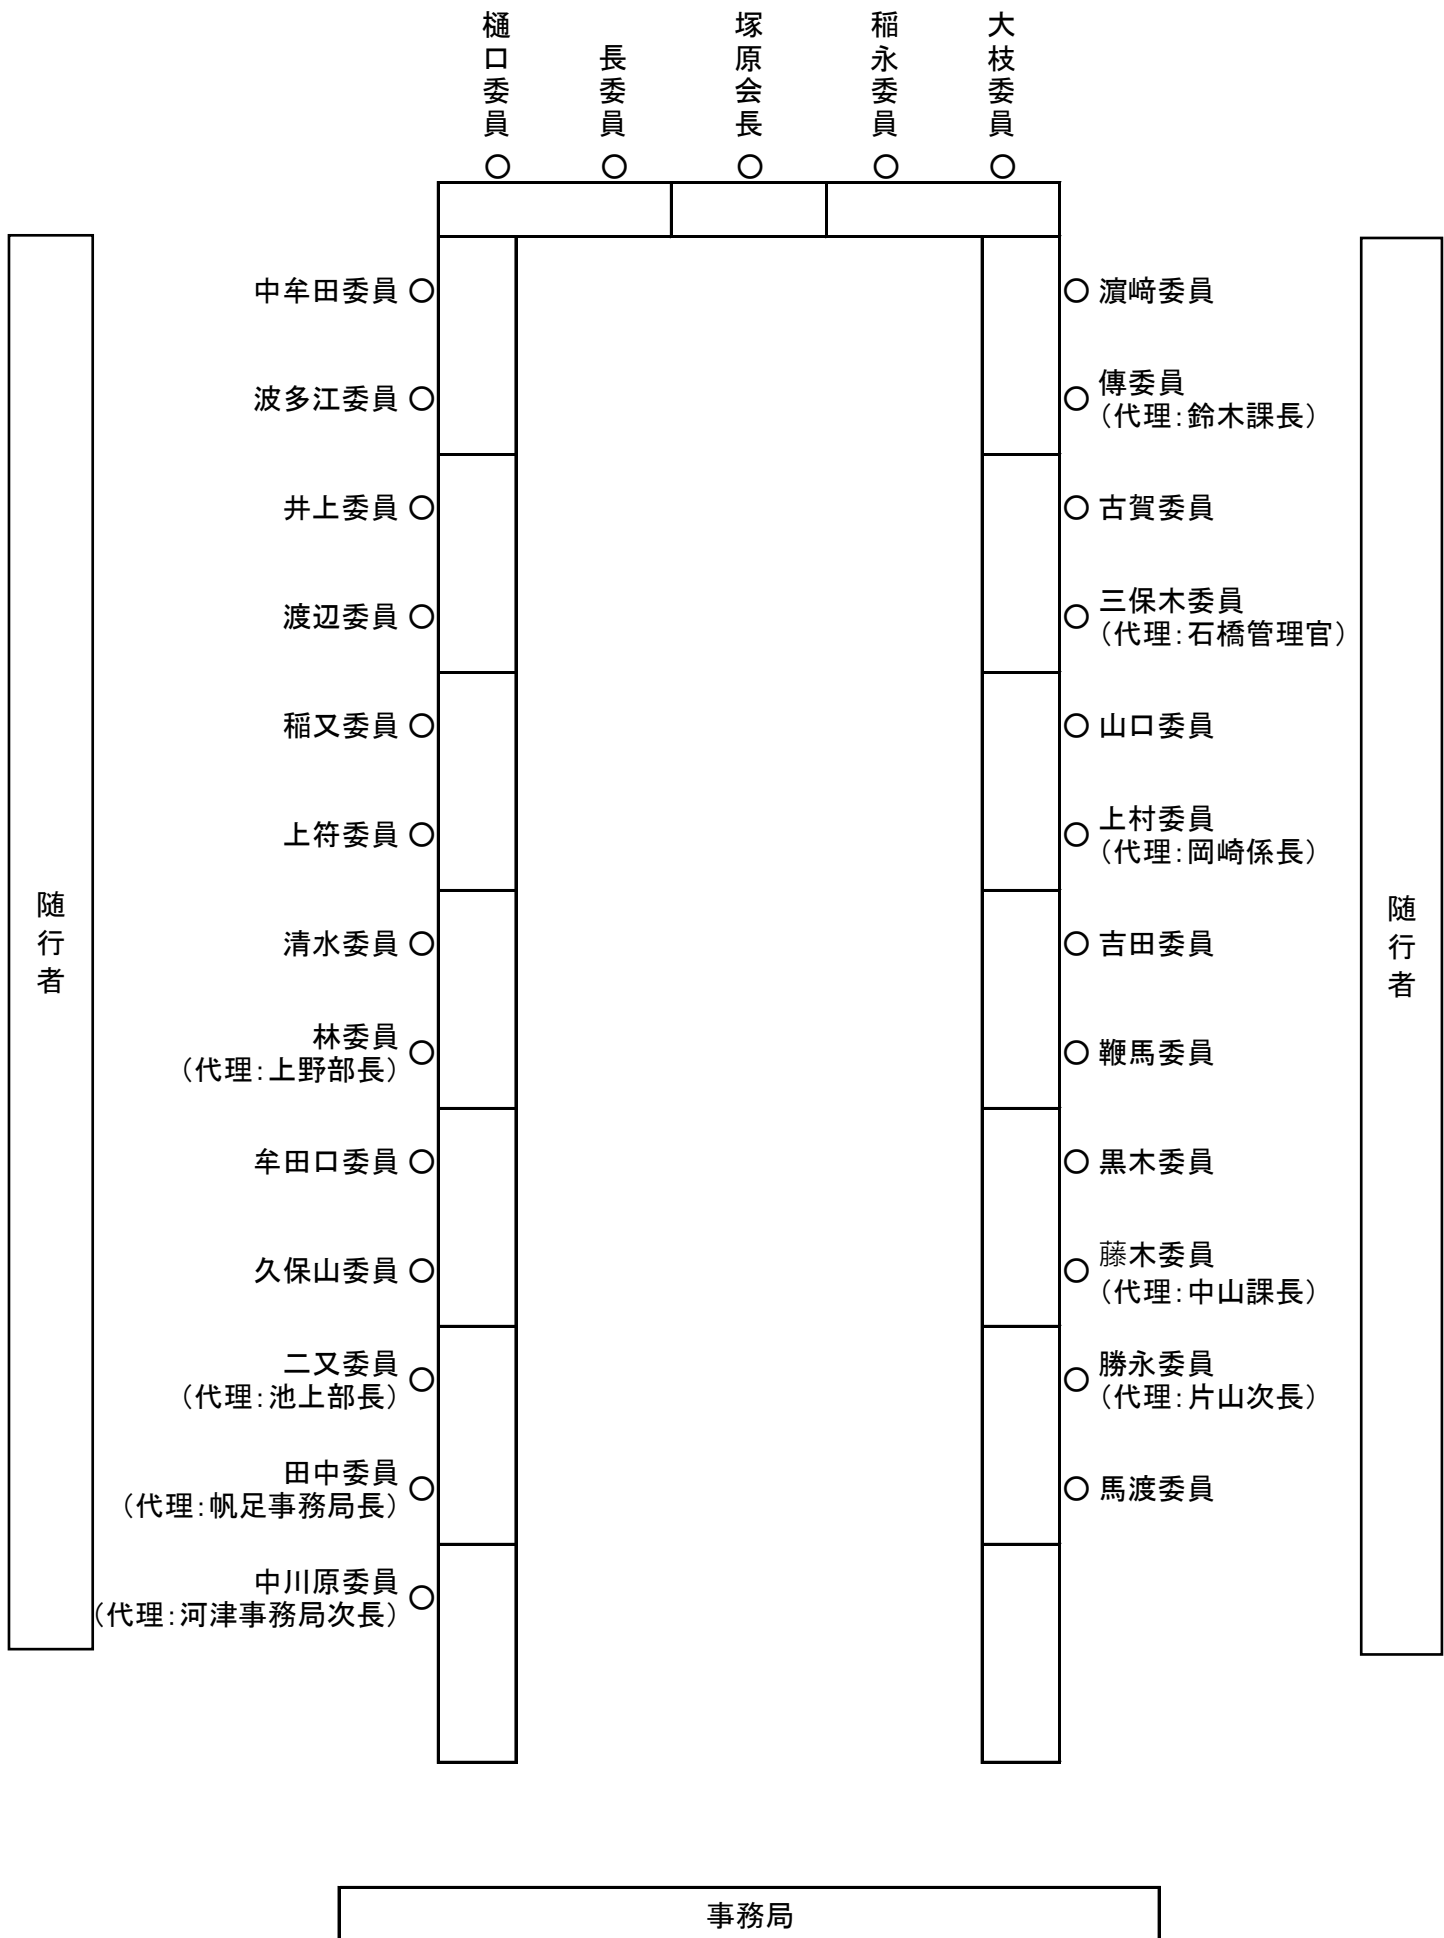 樋口委員
長委員
塚原会長
稲永委員
大枝委員
中牟田委員
波多江委員
井上委員
渡辺委員
稲又委員
上符委員
清水委員
林委員
（代理：上野部長）
牟田口委員
久保山委員
二又委員
（代理：池上部長）
田中委員
（代理：帆足事務局長）
中川原委員
（代理：河津事務局次長）
濵﨑委員
傳委員
（代理：鈴木課長）
古賀委員
三保木委員
（代理：石橋管理官）
山口委員
上村委員
（代理：岡崎係長）
吉田委員
鞭馬委員
黒木委員
藤木委員
（代理：中山課長）
勝永委員
（代理：片山次長）
馬渡委員
随行者
随行者
事務局